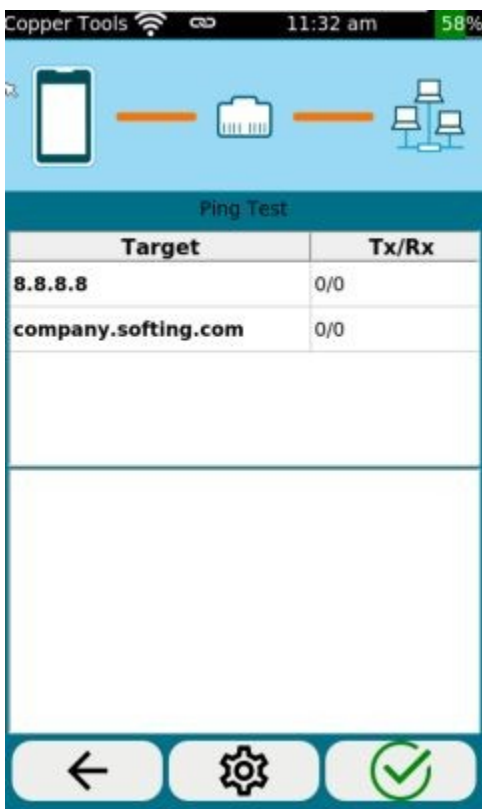 Copper Tools 11:32 am 58%
Ping Test
Target Tx/Rx
8.8.8.8 0/0
company.softing.com 0/0